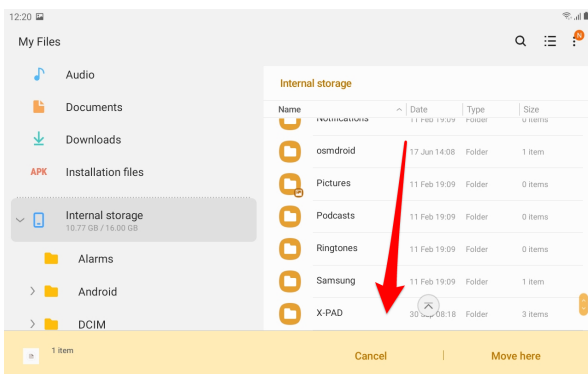 12:20
My Files
N
Audio
Documents
Downloads
APK Installation files
Internal storage
10.77 GB / 16.00 GB
Alarms
Android
DCIM
Internal storage
Name Date Type Size
Notifications 11 Feb 19:09 Folder 0 items
osmdroid 17 Jun 14:08 Folder 1 item
Pictures 11 Feb 19:09 Folder 0 items
Podcasts 11 Feb 19:09 Folder 0 items
Ringtones 11 Feb 19:09 Folder 0 items
Samsung 11 Feb 19:09 Folder 1 item
X-PAD 30 Sep 08:18 Folder 3 items
1 item
Cancel
Move here